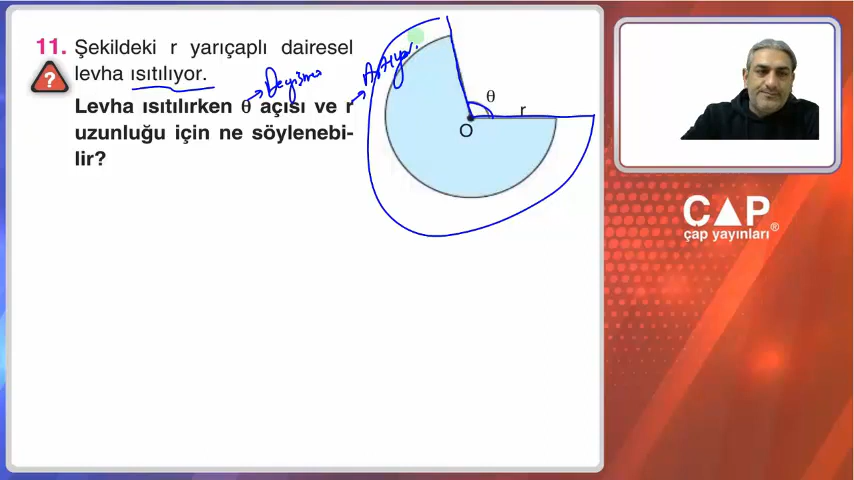 11. Şekildeki r yarıçaplı dairesel
levha ısıtılıyor.
Değişmez
Artıyor.
Levha ısıtılırken θ açısı ve r
uzunluğu için ne söylenebi-
lir?
?
θ
r
O
ÇAP
çap yayınları®